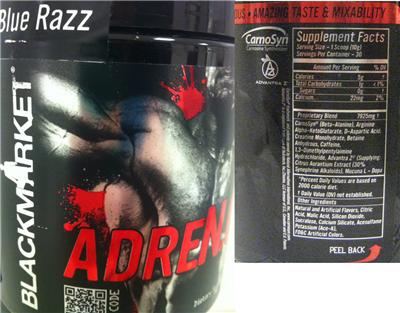 Blue Razz
BLACKMARKET
ADREN
CODE
OUS • AMAZING TASTE & MIXABILITY
CarnoSyn
Carnosine Synthesizer
ADVANTRA Z
Supplement Facts
Serving Size - 1 Scoop (10g)
Servings Per Container - 30
Amount Per Serving % DV
Calories 5g †
Total Carbohydrates 1g <1%
Sugars 0g
Calcium 22mg 2%
Proprietary Blend 7925mg †
CarnoSyn® (Beta-Alanine), Arginine
Alpha-KetoGlutarate, D-Aspartic Acid,
Creatine Monohydrate, Betaine
Anhydrous, Caffeine,
1,3-Dimethylpentylamine
Hydrochloride, Advantra Z® (Supplying:
Citrus Aurantium Extract (30%
Synephrine Alkaloids), Mucuna L - Dopa
*Percent Daily Values are based on
2000 calorie diet.
† Daily Value (DV) not established.
Other Ingredients
Natural and Artificial Flavors, Citric
Acid, Malic Acid, Silicon Dioxide,
Sucralose, Calcium Silicate, Acesulfame
Potassium (Ace-K),
FD&C Artificial Colors.
PEEL BACK